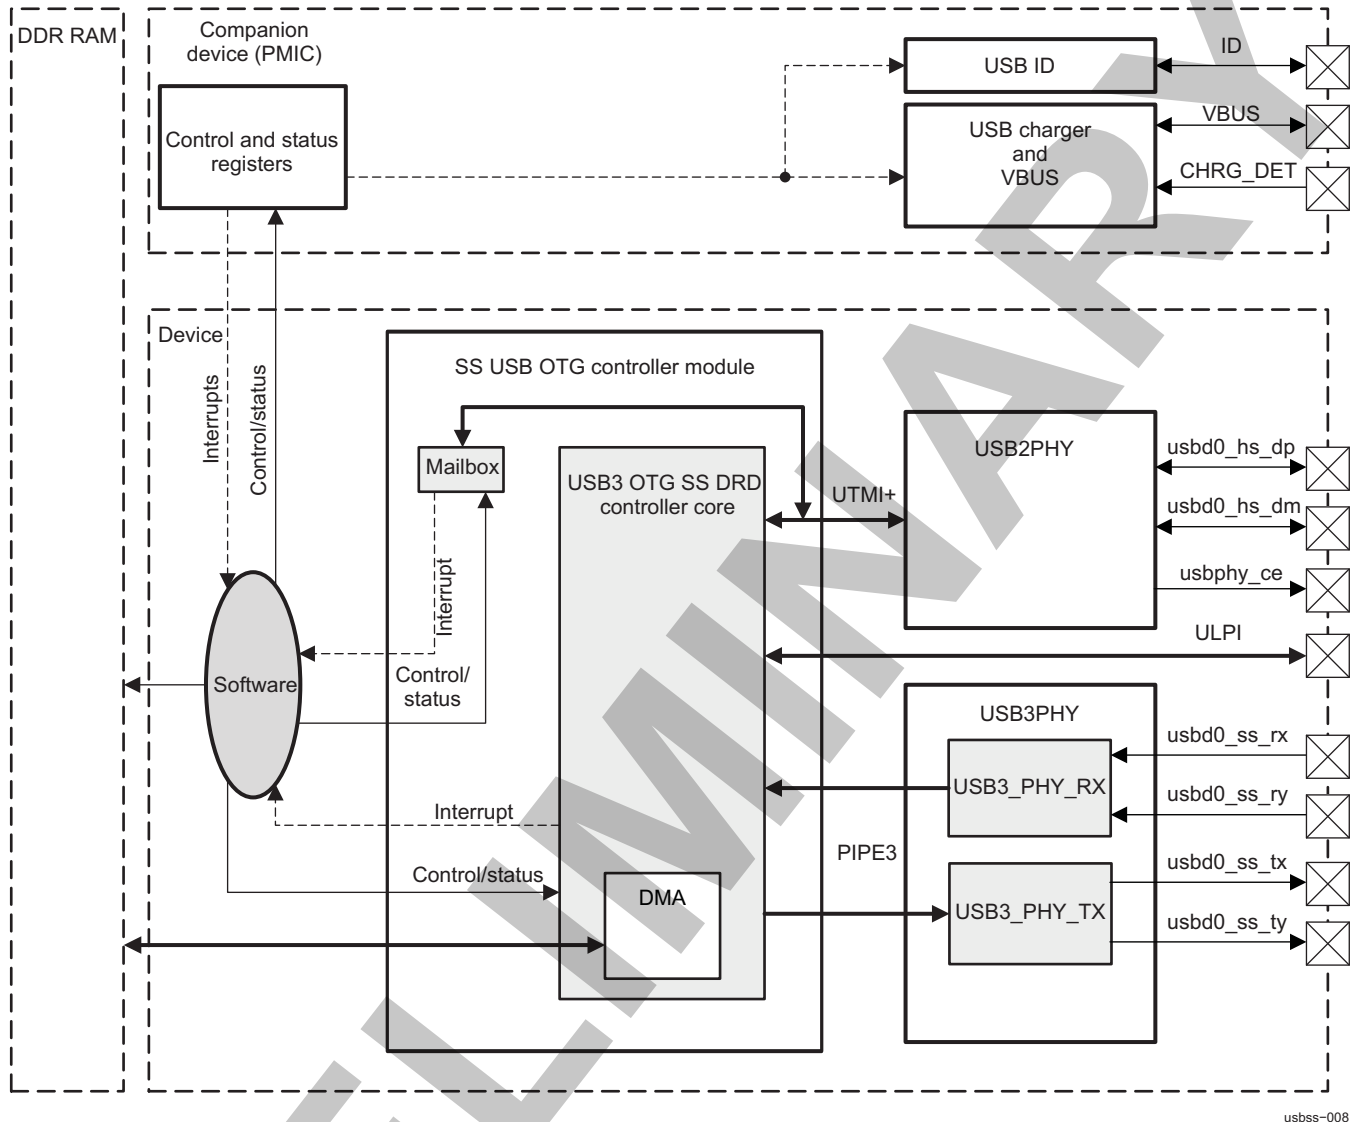 DDR RAM
Companion
device (PMIC)
Control and status
registers
USB ID
ID
USB charger
and
VBUS
VBUS
CHRG_DET
Device
Interrupts
Control/status
SS USB OTG controller module
Mailbox
USB3 OTG SS DRD
controller core
UTMI+
USB2PHY
usbd0_hs_dp
usbd0_hs_dm
usbphy_ce
ULPI
Interrupt
Software
Control/
status
USB3PHY
usbd0_ss_rx
USB3_PHY_RX
usbd0_ss_ry
Interrupt
PIPE3
Control/status
DMA
USB3_PHY_TX
usbd0_ss_tx
usbd0_ss_ty
usbss-008
ELIMINARY